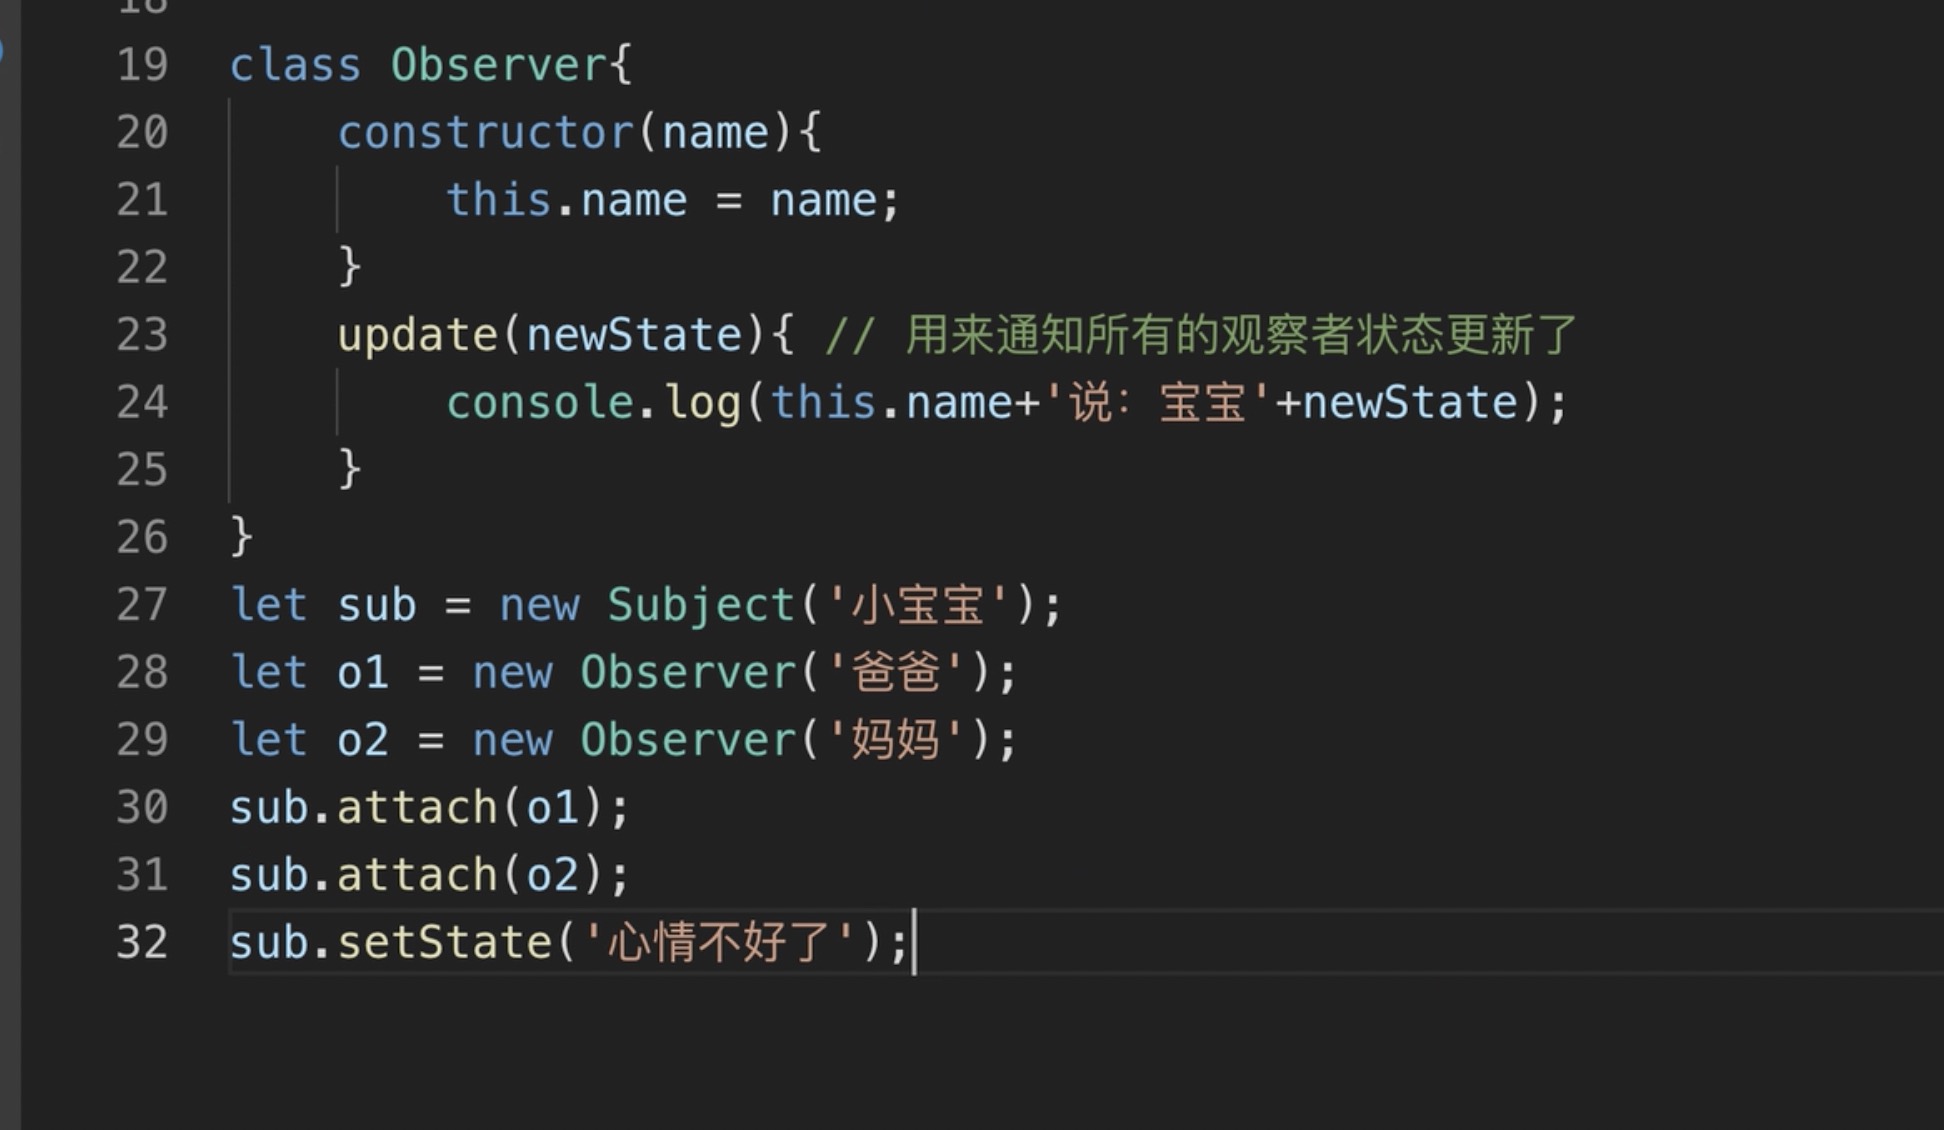 18
19 class Observer{
20 constructor(name){
21 this.name = name;
22 }
23 update(newState){ // 用来通知所有的观察者状态更新了
24 console.log(this.name+'说：宝宝'+newState);
25 }
26 }
27 let sub = new Subject('小宝宝');
28 let o1 = new Observer('爸爸');
29 let o2 = new Observer('妈妈');
30 sub.attach(o1);
31 sub.attach(o2);
32 sub.setState('心情不好了');